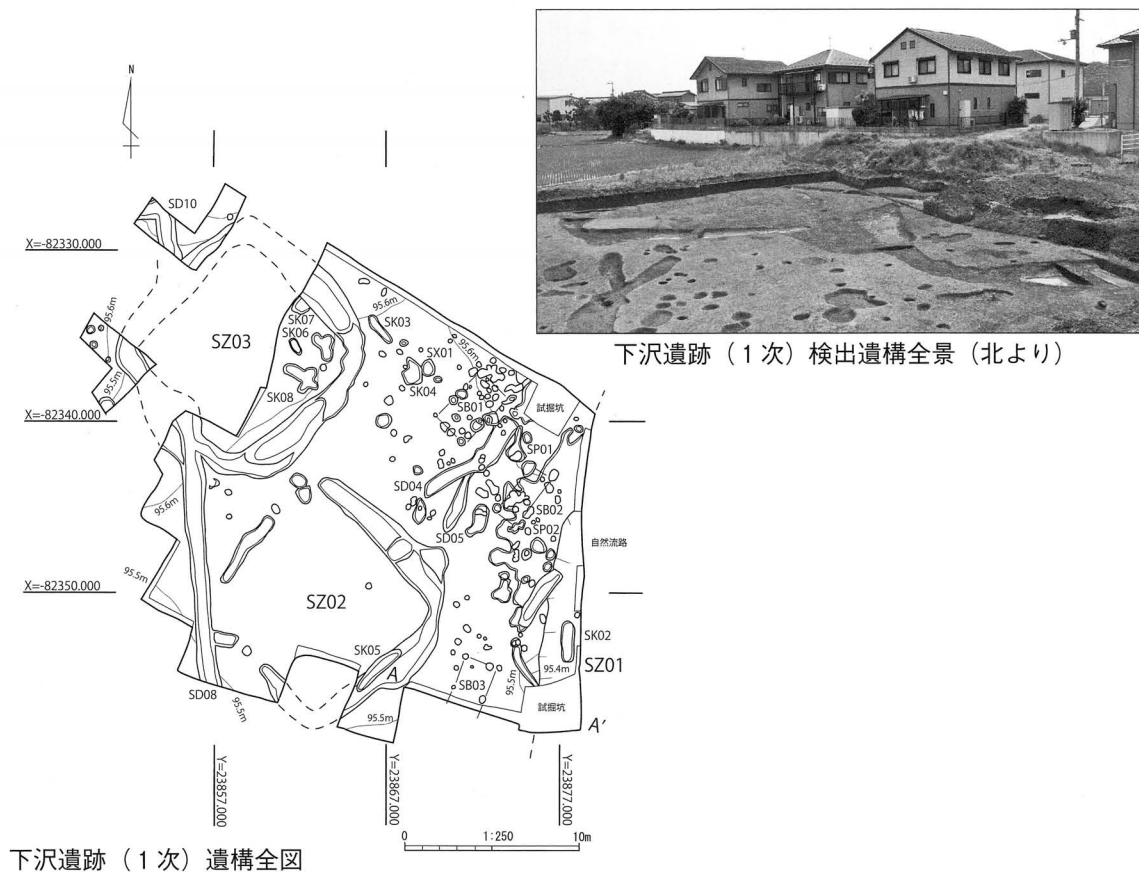 下沢遺跡（１次）検出遺構全景（北より）
N
SD10
X=-82330.000
95.6m
95.6m
SK07
SK03
SZ03
SK06
95.6m
SX01
SK08
SK04
95.5m
SB01
試掘坑
X=-82340.000
SP01
SD04
95.6m
SB02
SD05
SP02
自然流路
95.5m
X=-82350.000
SZ02
SK05
SK02
A
SB03
95.4m
SZ01
95.5m
SD08
95.5m
95.5m
試掘坑
A'
Y=23857.000
Y=23867.000
Y=23877.000
0
1:250
10m
下沢遺跡（１次）遺構全図